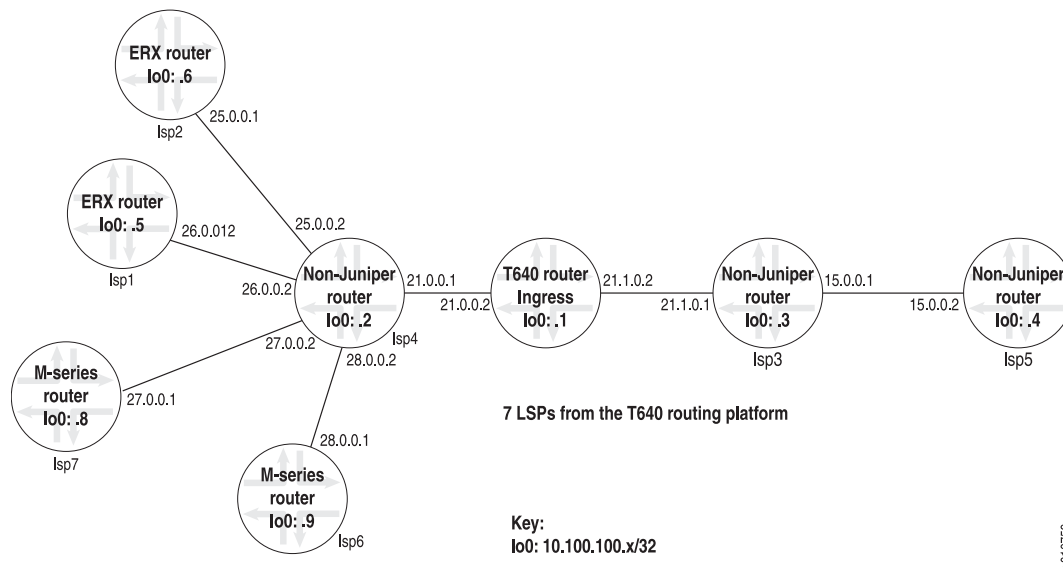 ERX router
lo0: .6
25.0.0.1
lsp2
ERX router
lo0: .5
26.0.012
lsp1
25.0.0.2
26.0.0.2
Non-Juniper
router
lo0: .2
21.0.0.1
lsp4
27.0.0.2
28.0.0.2
T640 router
Ingress
lo0: .1
21.0.0.2
21.1.0.2
Non-Juniper
router
lo0: .3
21.1.0.1
15.0.0.1
lsp3
Non-Juniper
router
lo0: .4
15.0.0.2
lsp5
M-series
router
lo0: .8
27.0.0.1
lsp7
28.0.0.1
M-series
router
lo0: .9
lsp6
7 LSPs from the T640 routing platform
Key:
lo0: 10.100.100.x/32